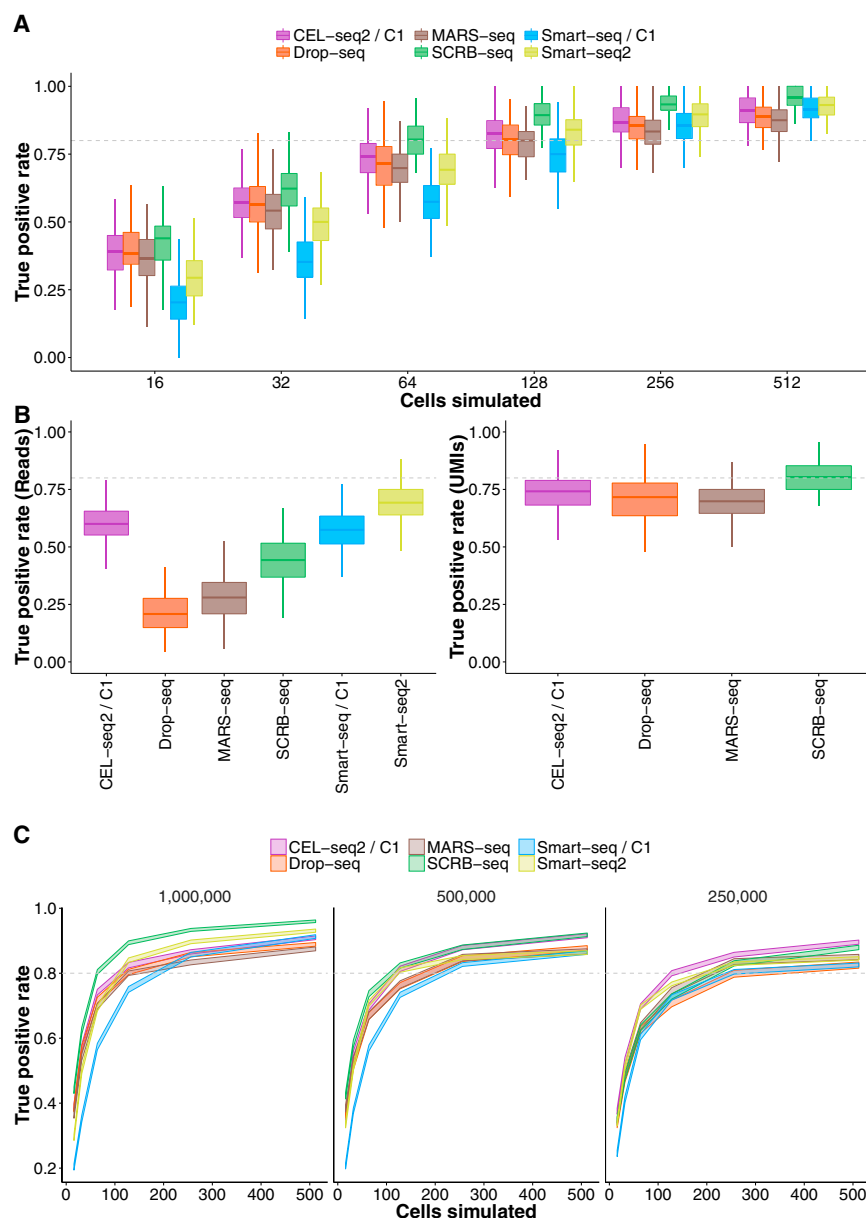 A
CEL−seq2 / C1 MARS−seq Smart−seq / C1
Drop−seq SCRB−seq Smart−seq2
True positive rate
1.00
0.75
0.50
0.25
0.00
16 32 64 128 256 512
Cells simulated
B
True positive rate (Reads)
1.00
0.75
0.50
0.25
0.00
CEL−seq2 / C1
Drop−seq
MARS−seq
SCRB−seq
Smart−seq / C1
Smart−seq2
True positive rate (UMIs)
1.00
0.75
0.50
0.25
0.00
CEL−seq2 / C1
Drop−seq
MARS−seq
SCRB−seq
C
CEL−seq2 / C1 MARS−seq Smart−seq / C1
Drop−seq SCRB−seq Smart−seq2
1,000,000 500,000 250,000
True positive rate
1.0
0.8
0.6
0.4
0.2
0 100 200 300 400 500 0 100 200 300 400 500 0 100 200 300 400 500
Cells simulated